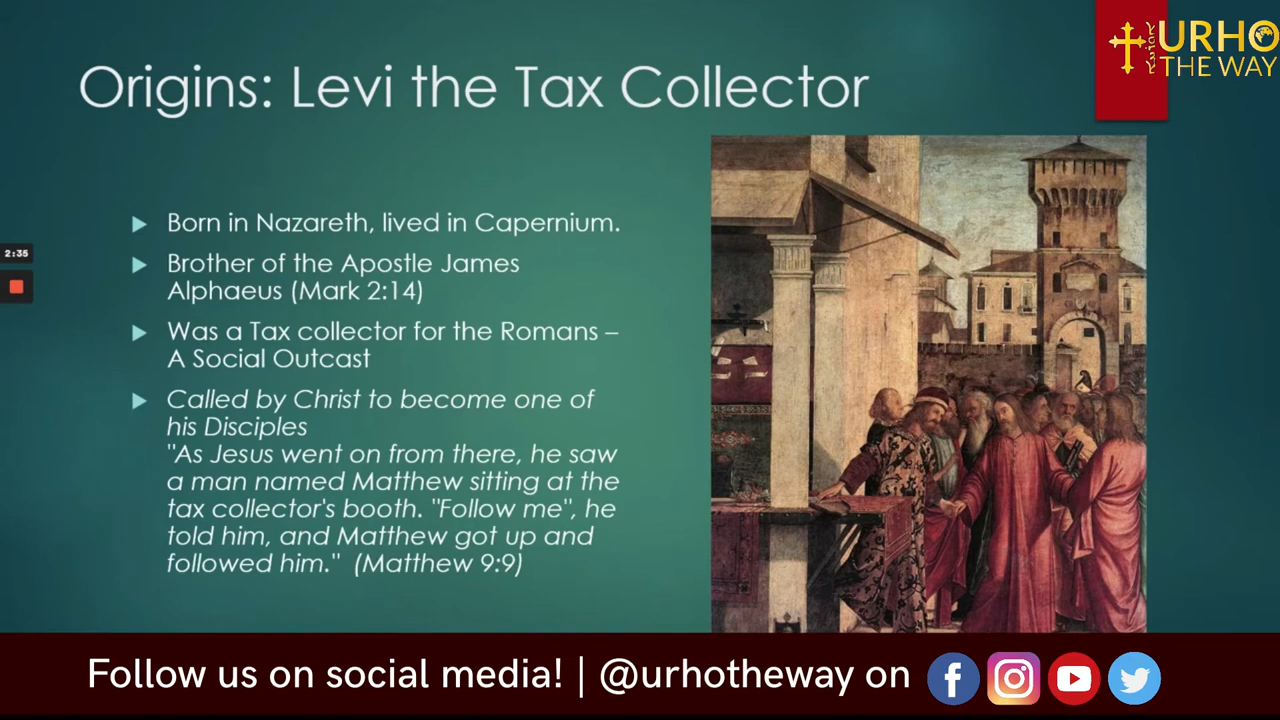 URHO
THE WAY
Origins: Levi the Tax Collector
Born in Nazareth, lived in Capernium.
Brother of the Apostle James
Alphaeus (Mark 2:14)
Was a Tax collector for the Romans –
A Social Outcast
Called by Christ to become one of
his Disciples
"As Jesus went on from there, he saw
a man named Matthew sitting at the
tax collector's booth. "Follow me", he
told him, and Matthew got up and
followed him." (Matthew 9:9)
2:35
Follow us on social media! | @urhotheway on